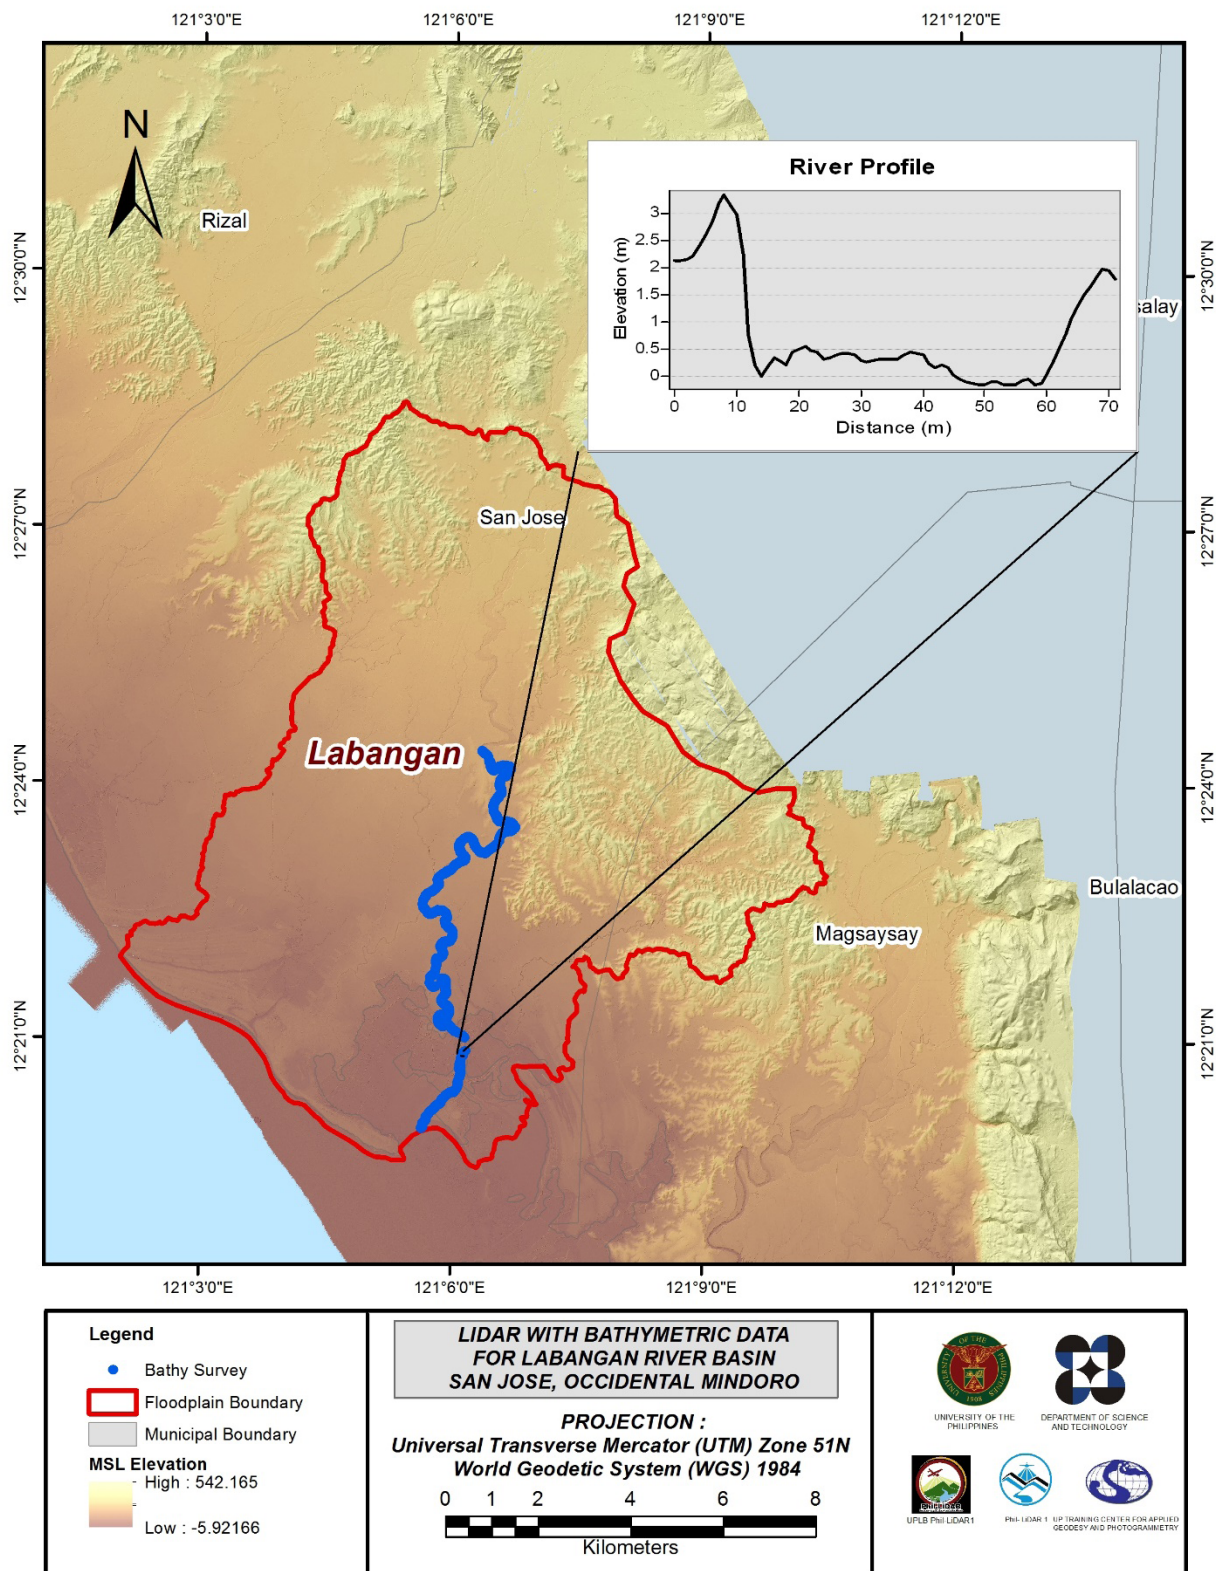 121°3'0"E
121°6'0"E
121°9'0"E
121°12'0"E
N
Rizal
River Profile
Elevation (m)
3
2.5
2
1.5
1
0.5
0
0 10 20 30 40 50 60 70
Distance (m)
12°30'0"N
12°30'0"N
salay
San Jose
12°27'0"N
12°27'0"N
Labangan
12°24'0"N
12°24'0"N
Bulalacao
Magsaysay
12°21'0"N
12°21'0"N
121°3'0"E
121°6'0"E
121°9'0"E
121°12'0"E
Legend
Bathy Survey
Floodplain Boundary
Municipal Boundary
MSL Elevation
High : 542.165
Low : -5.92166
LIDAR WITH BATHYMETRIC DATA
FOR LABANGAN RIVER BASIN
SAN JOSE, OCCIDENTAL MINDORO
PROJECTION :
Universal Transverse Mercator (UTM) Zone 51N
World Geodetic System (WGS) 1984
0 1 2 4 6 8
Kilometers
UNIVERSITY OF THE PHILIPPINES
1908
UNIVERSITY OF THE
PHILIPPINES
DEPARTMENT OF SCIENCE
AND TECHNOLOGY
UPLB Phil-LiDAR1
Phil- LiDAR 1
UP TRAINING CENTER FOR APPLIED
GEODESY AND PHOTOGRAMMETRY